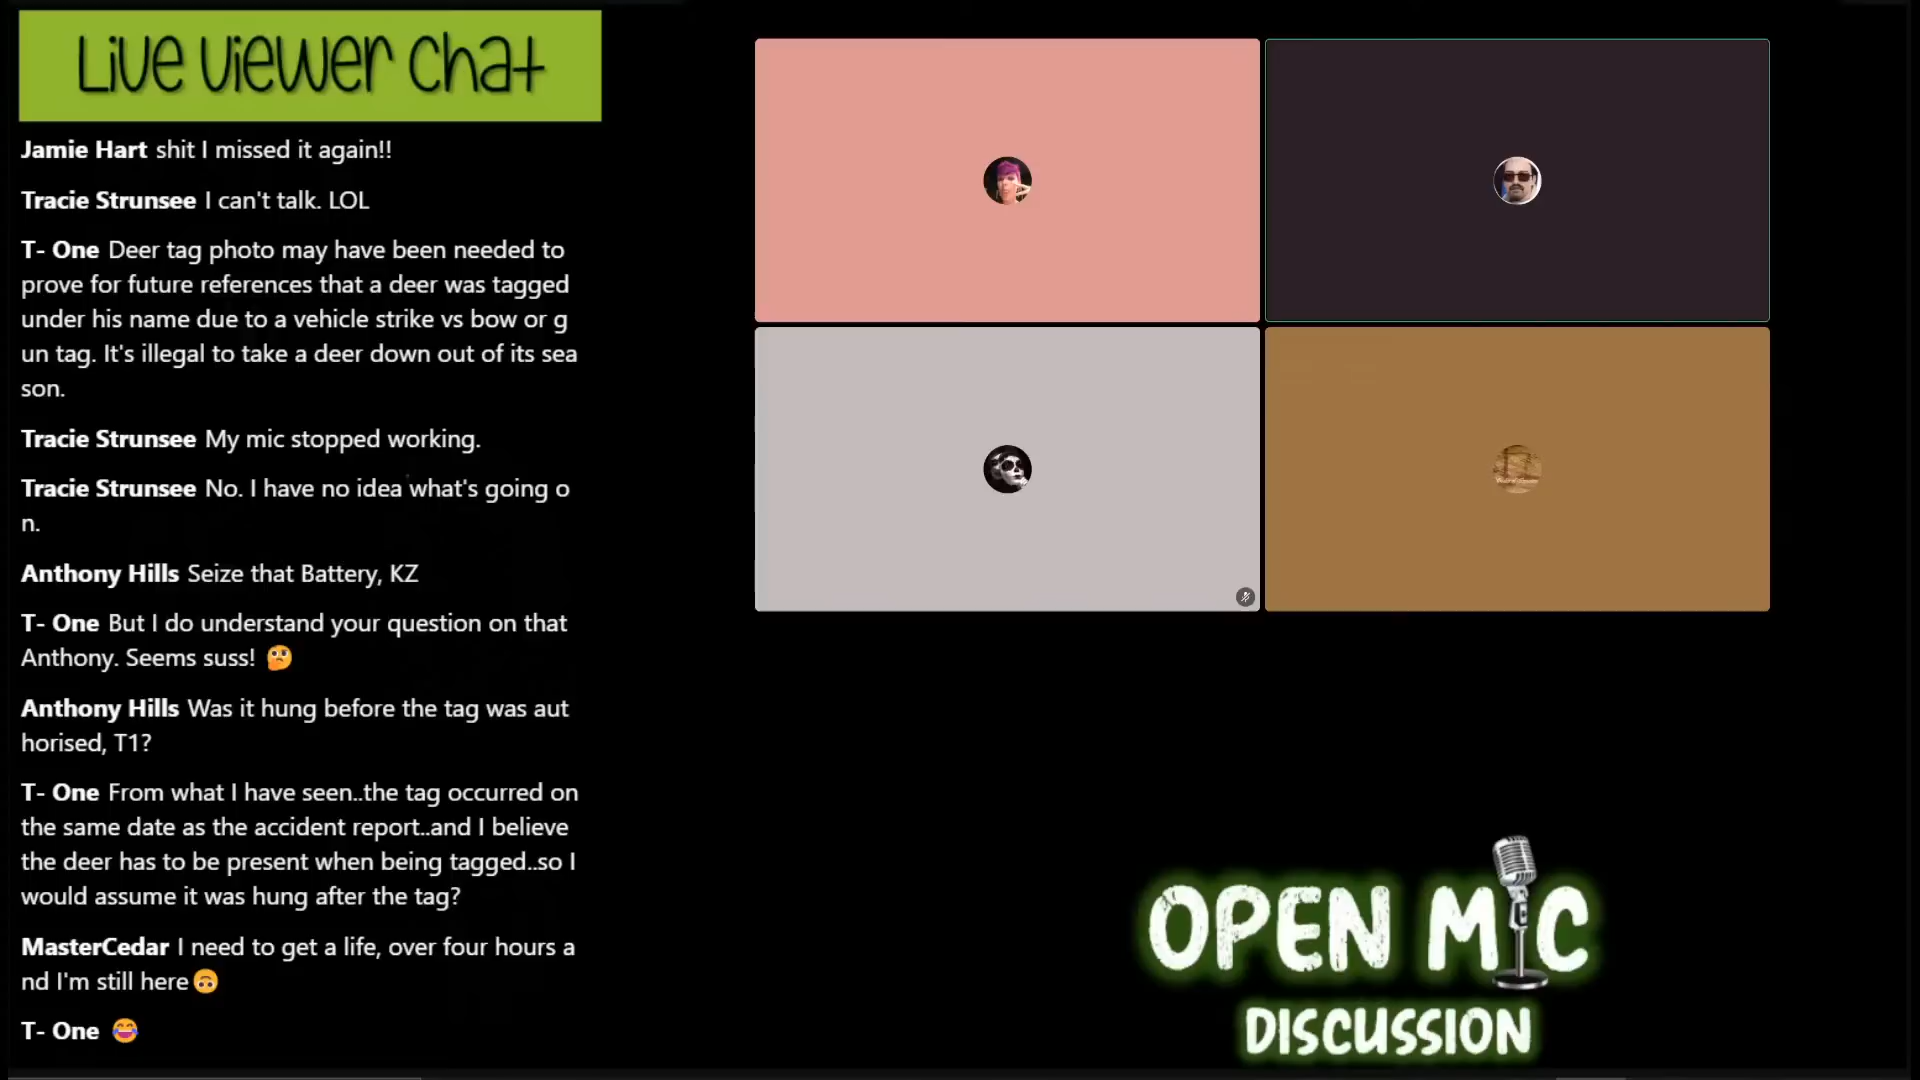 Live Viewer Chat
Jamie Hart shit I missed it again!!
Tracie Strunsee I can't talk. LOL
T- One Deer tag photo may have been needed to
prove for future references that a deer was tagged
under his name due to a vehicle strike vs bow or g
un tag. It's illegal to take a deer down out of its sea
son.
Tracie Strunsee My mic stopped working.
Tracie Strunsee No. I have no idea what's going o
n.
Anthony Hills Seize that Battery, KZ
T- One But I do understand your question on that
Anthony. Seems suss! 🤔
Anthony Hills Was it hung before the tag was aut
horised, T1?
T- One From what I have seen..the tag occurred on
the same date as the accident report..and I believe
the deer has to be present when being tagged..so I
would assume it was hung after the tag?
MasterCedar I need to get a life, over four hours a
nd I'm still here🙃
T- One 😂
OPEN MIC
DISCUSSION